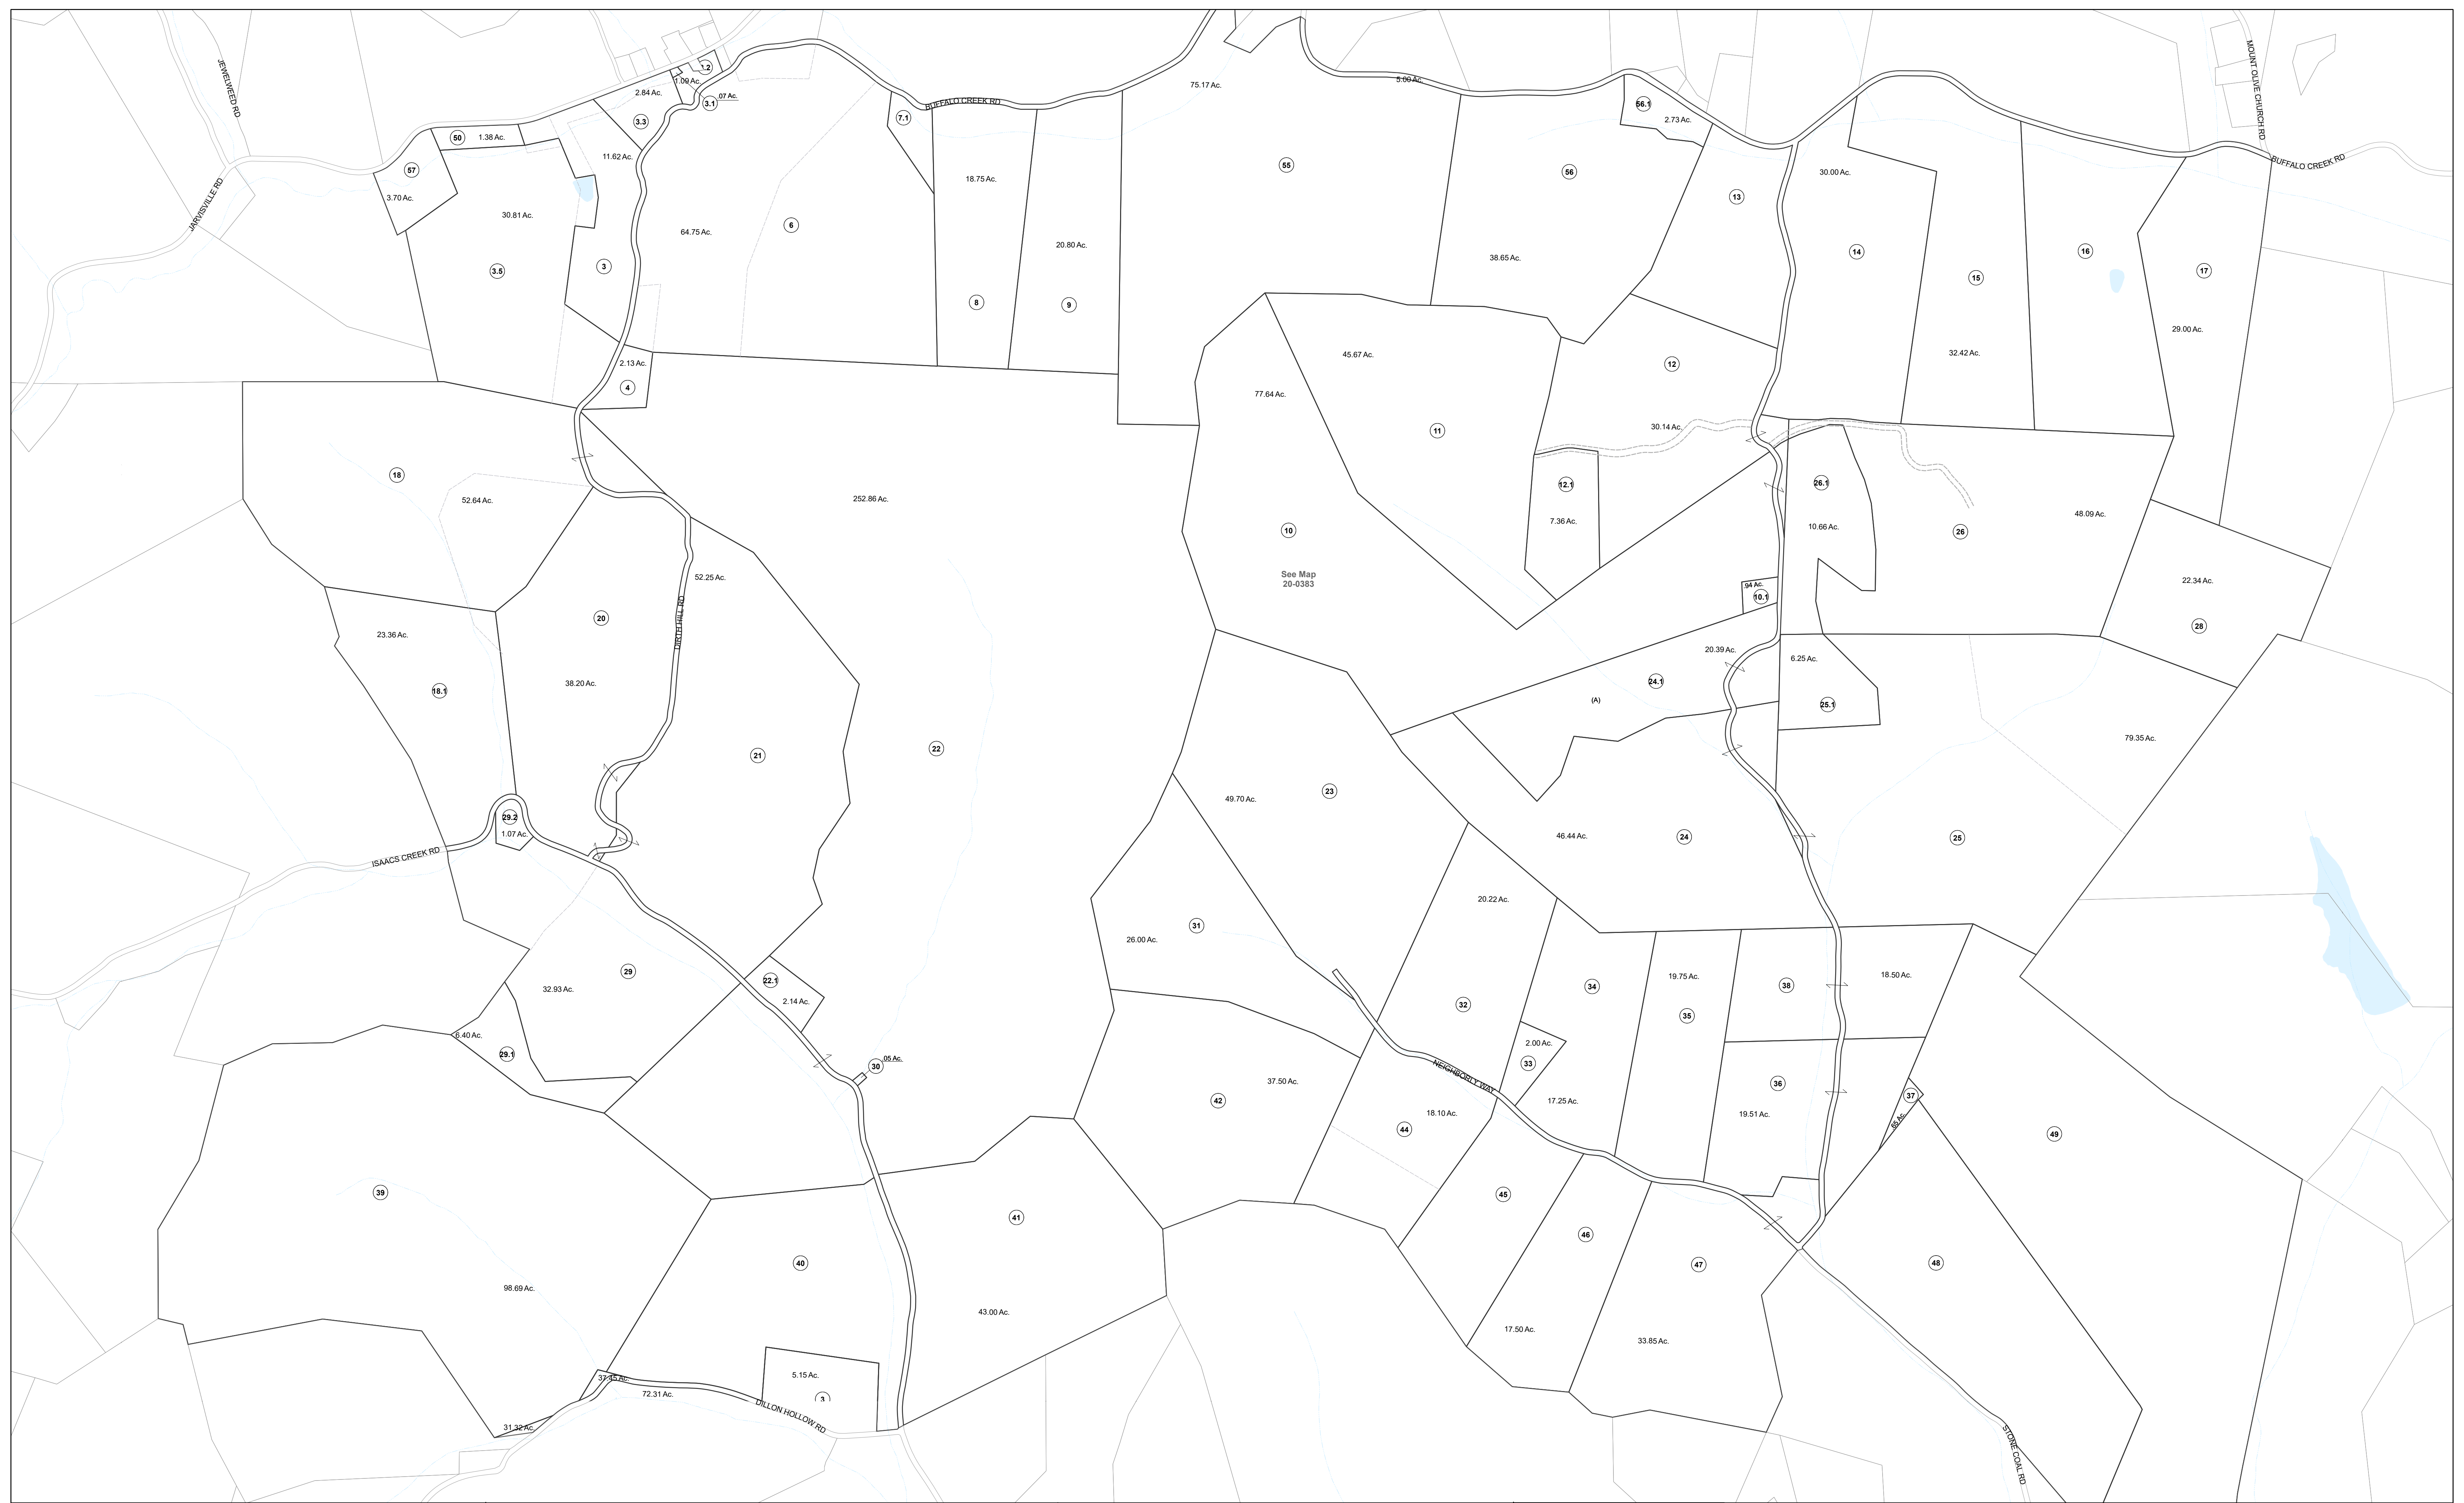 JEWELWEED RD
MOUNT OLIVE CHURCH RD
1.09 Ac.
3.1
.07 Ac.
2.84 Ac.
3.3
75.17 Ac.
5.00 Ac.
BUFFALO CREEK RD
7.1
56.1
2.73 Ac.
50
1.38 Ac.
57
3.70 Ac.
JARVISVILLE RD
11.62 Ac.
30.81 Ac.
3.5
3
64.75 Ac.
6
18.75 Ac.
8
20.80 Ac.
9
55
56
38.65 Ac.
13
30.00 Ac.
14
15
32.42 Ac.
16
17
29.00 Ac.
BUFFALO CREEK RD
2.13 Ac.
4
45.67 Ac.
77.64 Ac.
11
12
30.14 Ac.
18
52.64 Ac.
252.86 Ac.
10
See Map
20-0383
12.1
7.36 Ac.
26.1
10.66 Ac.
26
48.09 Ac.
.94 Ac.
10.1
22.34 Ac.
28
52.25 Ac.
20
DIRTH HILL RD
23.36 Ac.
18.1
38.20 Ac.
21
22
20.39 Ac.
24.1
(A)
6.25 Ac.
25.1
79.35 Ac.
49.70 Ac.
23
46.44 Ac.
24
25
29.2
1.07 Ac.
ISAACS CREEK RD
31
26.00 Ac.
20.22 Ac.
32
34
19.75 Ac.
35
38
18.50 Ac.
29
32.93 Ac.
22.1
2.14 Ac.
6.40 Ac.
29.1
30
.05 Ac.
37.50 Ac.
42
NEIGHBORLY WAY
2.00 Ac.
33
17.25 Ac.
36
19.51 Ac.
37
.65 Ac.
18.10 Ac.
44
49
39
98.69 Ac.
40
41
43.00 Ac.
45
46
17.50 Ac.
47
33.85 Ac.
48
37.45 Ac.
72.31 Ac.
31.32 Ac.
5.15 Ac.
3
DILLON HOLLOW RD
STONE COAL RD